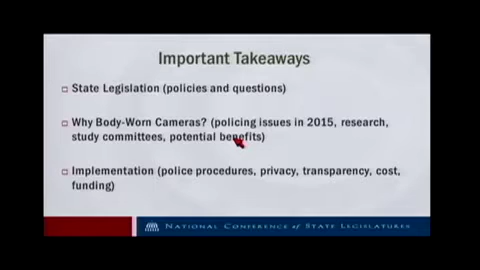 Important Takeaways
State Legislation (policies and questions)
Why Body-Worn Cameras? (policing issues in 2015, research,
study committees, potential benefits)
Implementation (police procedures, privacy, transparency, cost,
funding)
NATIONAL CONFERENCE of STATE LEGISLATURES